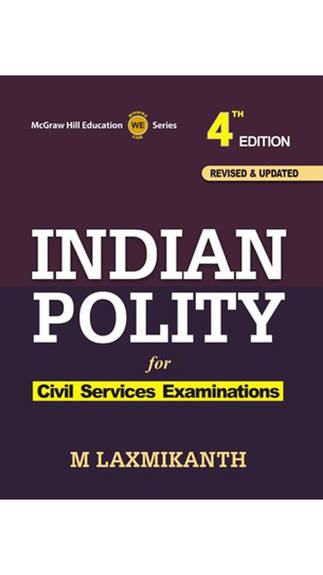 McGraw Hill Education WE Series
4TH EDITION
REVISED & UPDATED
INDIAN
POLITY
for
Civil Services Examinations
M LAXMIKANTH